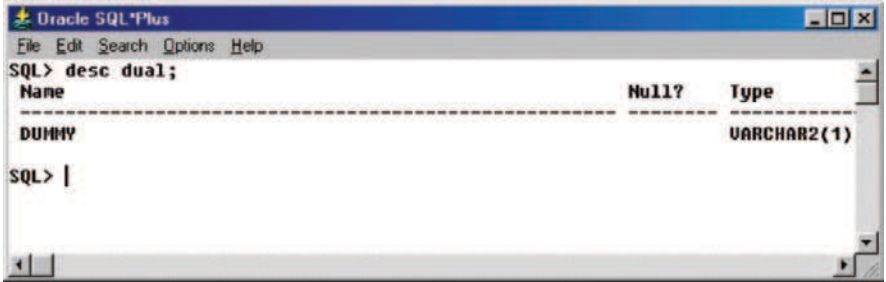 Oracle SQL*Plus
File Edit Search Options Help
SQL> desc dual;
Name Null? Type
----------------------------------------------------- -------- ------------
DUMMY VARCHAR2(1)
SQL>